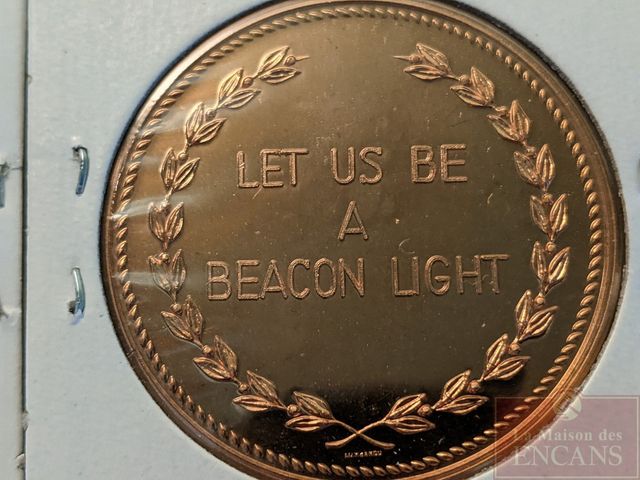 LET US BE
A
BEACON LIGHT
La Maison des
ENCANS